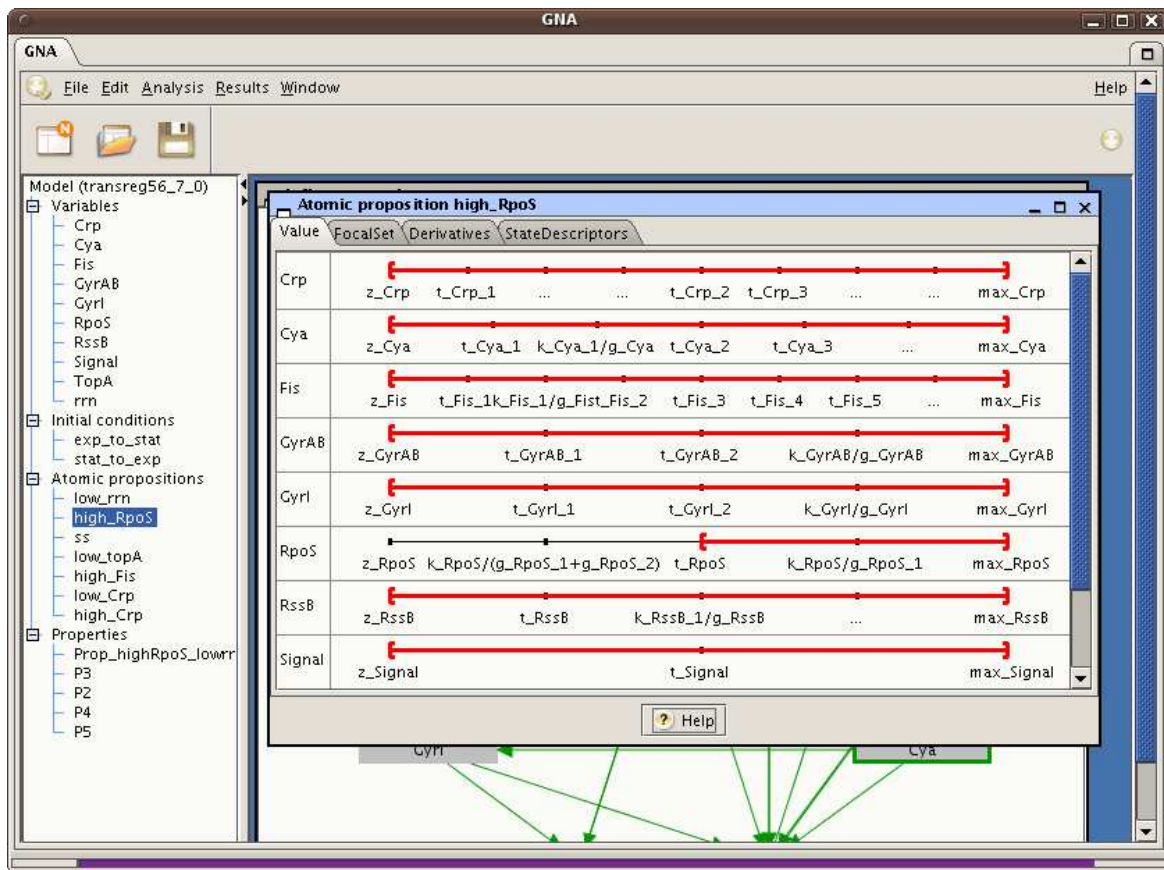 GNA
GNA
File Edit Analysis Results Window Help
N
Model (transreg56_7_0)
Variables
Crp
Cya
Fis
GyrAB
GyrI
RpoS
RssB
Signal
TopA
rrn
Initial conditions
exp_to_stat
stat_to_exp
Atomic propositions
low_rrn
high_RpoS
ss
low_topA
high_Fis
low_Crp
high_Crp
Properties
Prop_highRpoS_lowrr
P3
P2
P4
P5
Atomic proposition high_RpoS
Value FocalSet Derivatives StateDescriptors
Crp
z_Crp t_Crp_1 ... ... t_Crp_2 t_Crp_3 ... ... max_Crp
Cya
z_Cya t_Cya_1 k_Cya_1/g_Cya t_Cya_2 t_Cya_3 ... max_Cya
Fis
z_Fis t_Fis_1k_Fis_1/g_Fist_Fis_2 t_Fis_3 t_Fis_4 t_Fis_5 ... max_Fis
GyrAB
z_GyrAB t_GyrAB_1 t_GyrAB_2 k_GyrAB/g_GyrAB max_GyrAB
GyrI
z_GyrI t_GyrI_1 t_GyrI_2 k_GyrI/g_GyrI max_GyrI
RpoS
z_RpoS k_RpoS/(g_RpoS_1+g_RpoS_2) t_RpoS k_RpoS/g_RpoS_1 max_RpoS
RssB
z_RssB t_RssB k_RssB_1/g_RssB ... max_RssB
Signal
z_Signal t_Signal max_Signal
? Help
GyrI Cya